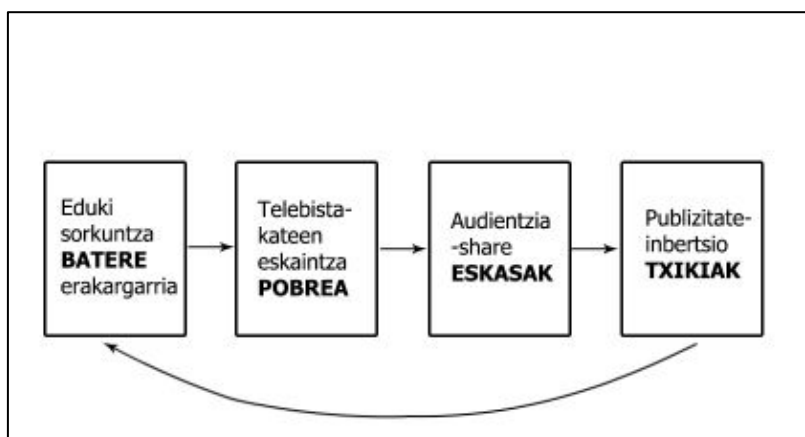 Eduki
sorkuntza
BATERE
erakargarria
Telebista-
kateen
eskaintza
POBREA
Audientzia
-share
ESKASAK
Publizitate-
inbertsio
TXIKIAK